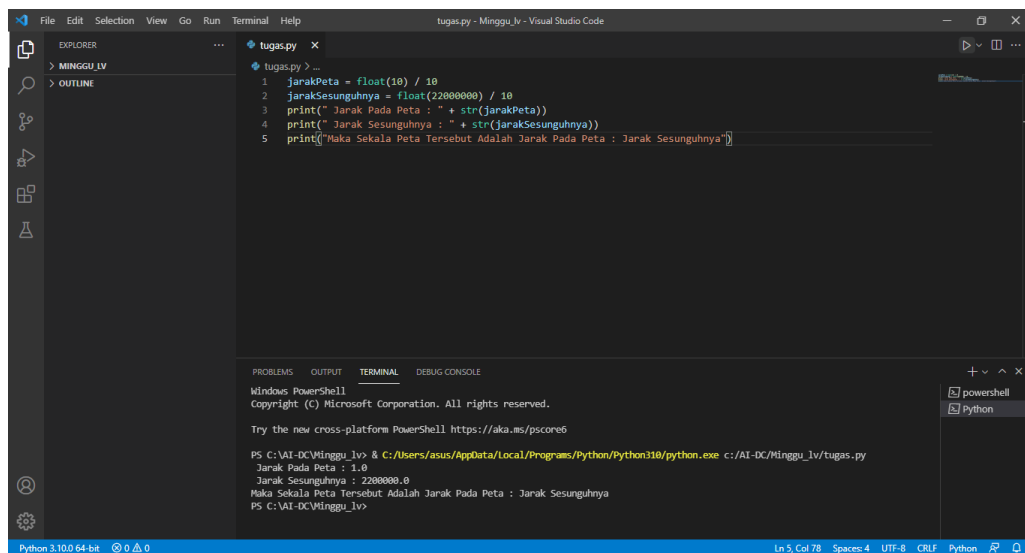 File Edit Selection View Go Run Terminal Help tugas.py - Minggu_lv - Visual Studio Code
EXPLORER
MINGGU_LV
OUTLINE
tugas.py
tugas.py > ...
1 jarakPeta = float(10) / 10
2 jarakSesunguhnya = float(22000000) / 10
3 print(" Jarak Pada Peta : " + str(jarakPeta))
4 print(" Jarak Sesunguhnya : " + str(jarakSesunguhnya))
5 print("Maka Sekala Peta Tersebut Adalah Jarak Pada Peta : Jarak Sesunguhnya")
PROBLEMS OUTPUT TERMINAL DEBUG CONSOLE
Windows PowerShell
Copyright (C) Microsoft Corporation. All rights reserved.
Try the new cross-platform PowerShell https://aka.ms/pscore6
PS C:\AI-DC\Minggu_lv> & C:/Users/asus/AppData/Local/Programs/Python/Python310/python.exe c:/AI-DC/Minggu_lv/tugas.py
Jarak Pada Peta : 1.0
Jarak Sesunguhnya : 2200000.0
Maka Sekala Peta Tersebut Adalah Jarak Pada Peta : Jarak Sesunguhnya
PS C:\AI-DC\Minggu_lv>
powershell
Python
Python 3.10.0 64-bit 0 0 Ln 5, Col 78 Spaces: 4 UTF-8 CRLF Python